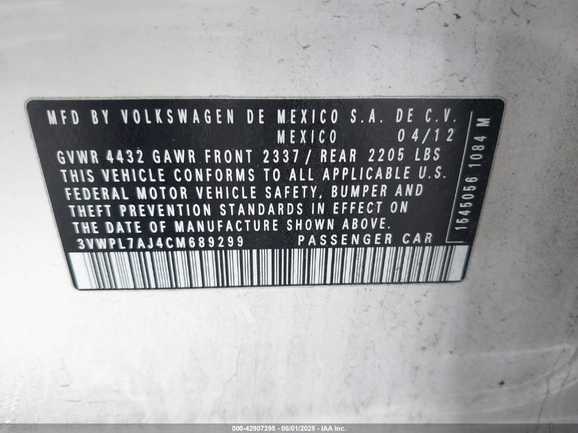 MFD BY VOLKSWAGEN DE MEXICO S.A. DE C.V.
MEXICO 04/12
GVWR 4432 GAWR FRONT 2337/ REAR 2205 LBS
THIS VEHICLE CONFORMS TO ALL APPLICABLE U.S.
FEDERAL MOTOR VEHICLE SAFETY, BUMPER AND
THEFT PREVENTION STANDARDS IN EFFECT ON
THE DATE OF MANUFACTURE SHOWN ABOVE.
3VWPL7AJ4CM689299 PASSENGER CAR
1645056 1084 M
000-42907295 - 06/01/2025 - IAA Inc.